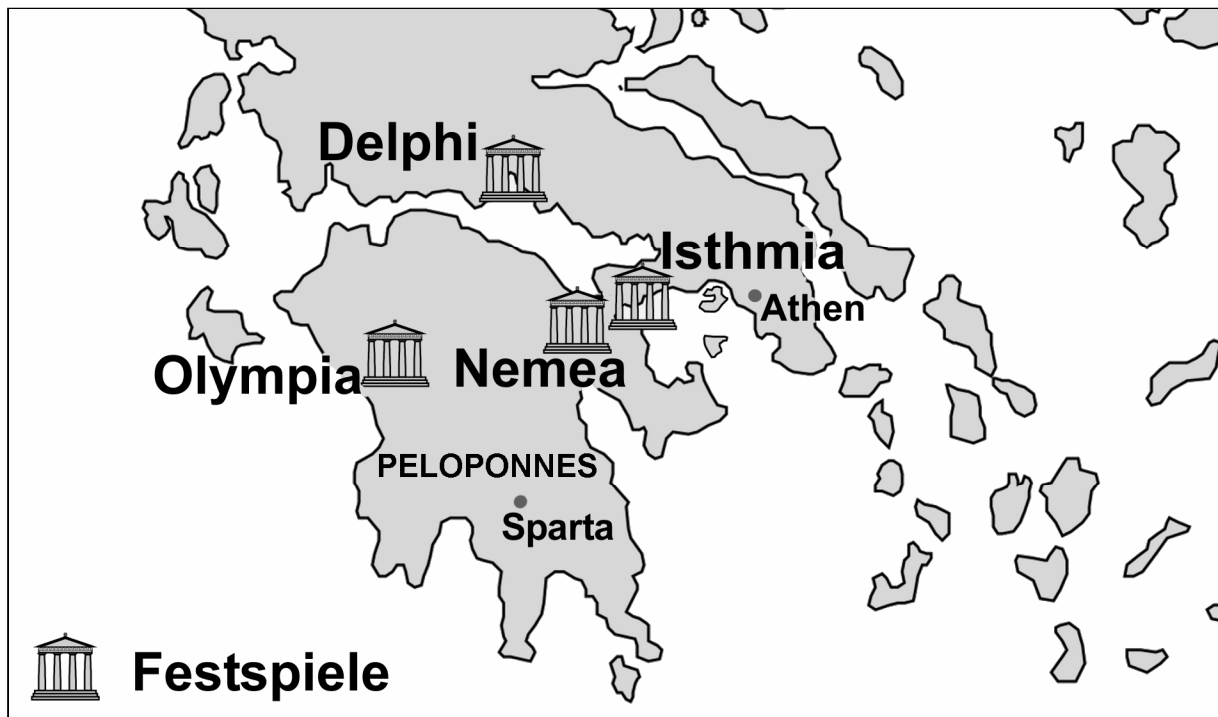 Delphi
Isthmia
Athen
Olympia
Nemea
PELOPONNES
Sparta
Festspiele